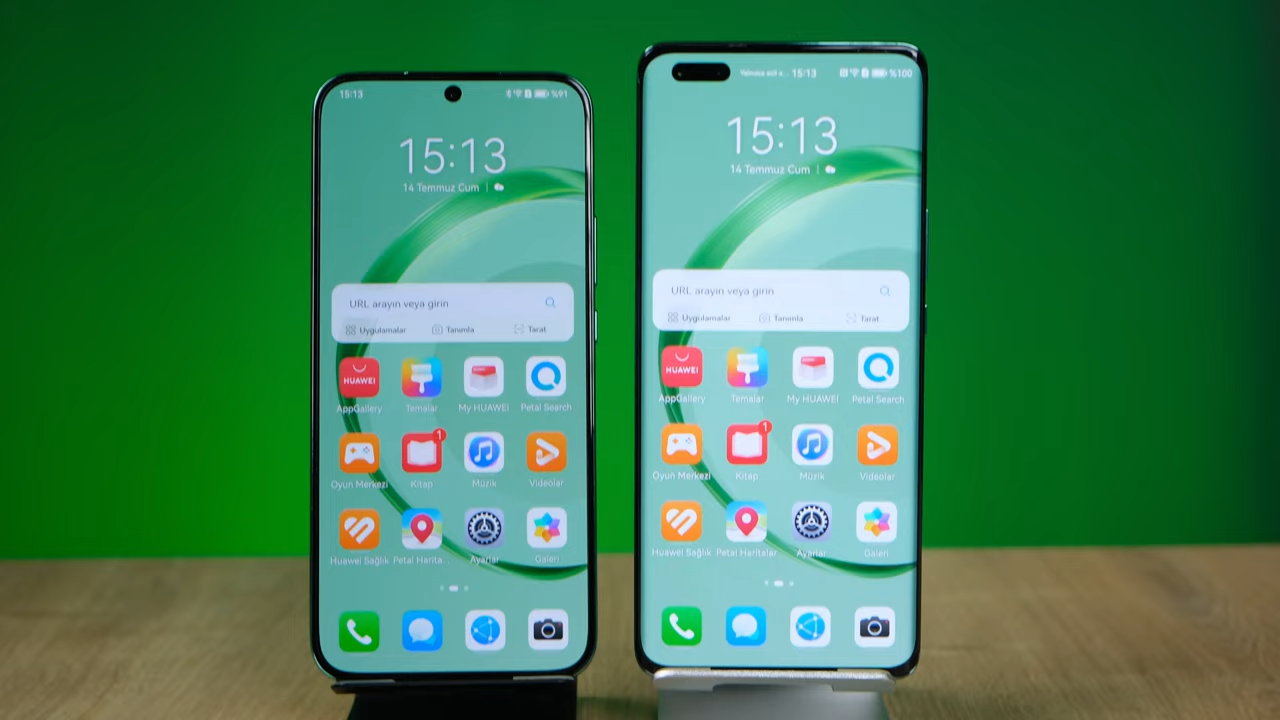 15:13
%91
15:13
14 Temmuz Cum
URL arayın veya girin
Uygulamalar Tanımla Tarat
HUAWEI
AppGallery Temalar My HUAWEI Petal Search
1
Oyun Merkezi Kitap Müzik Videolar
Huawei Sağlık Petal Harita... Ayarlar Galeri
15:13 %100
15:13
14 Temmuz Cum
URL arayın veya girin
Uygulamalar Tanımla Tarat
HUAWEI
AppGallery Temalar My HUAWEI Petal Search
1
Oyun Merkezi Kitap Müzik Videolar
Huawei Sağlık Petal Haritalar Ayarlar Galeri